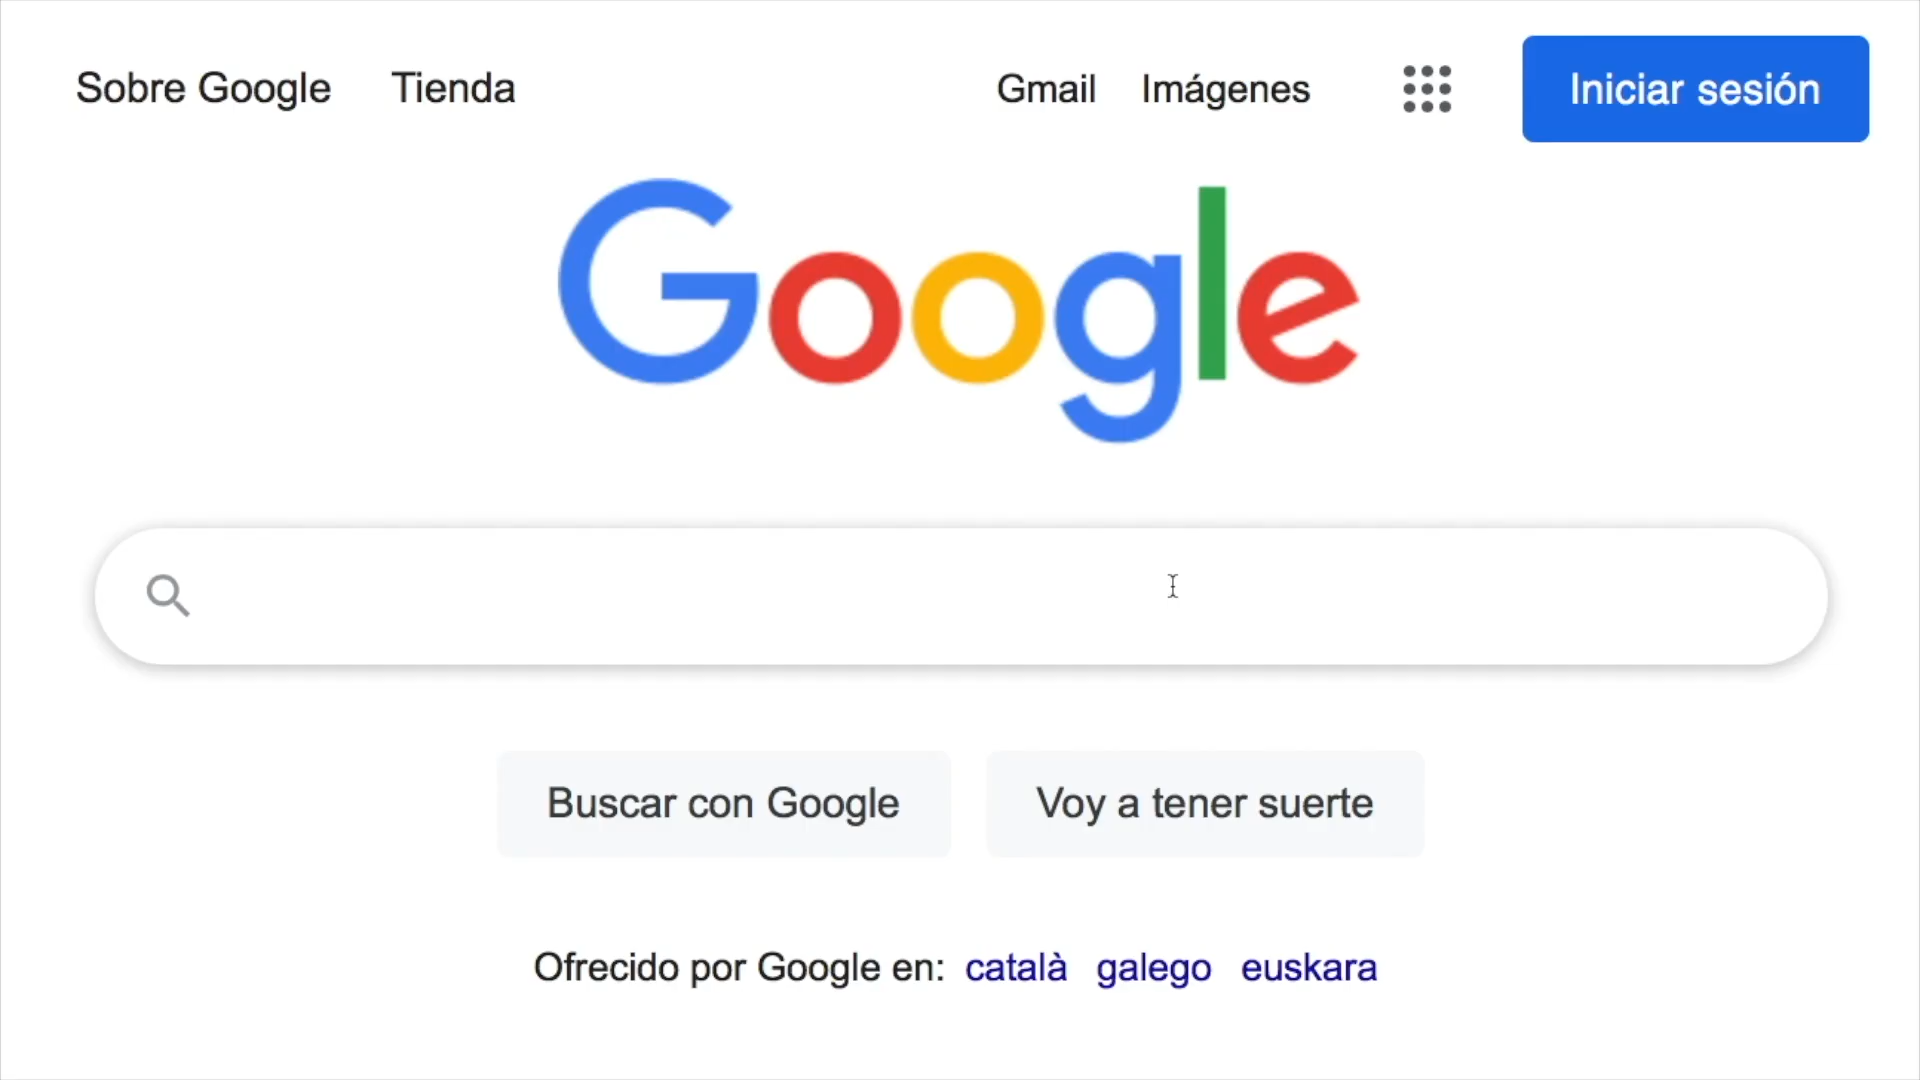 Sobre Google Tienda Gmail Imágenes Iniciar sesión
Google
Buscar con Google Voy a tener suerte
Ofrecido por Google en: català galego euskara